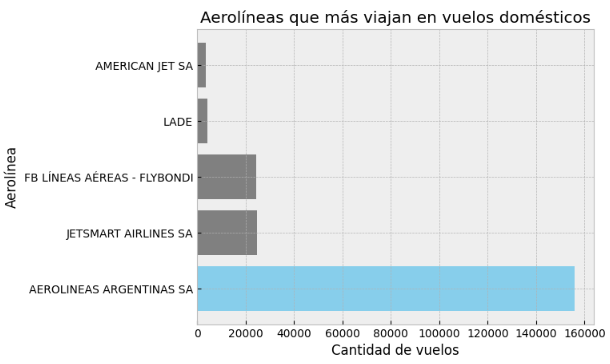 Aerolíneas que más viajan en vuelos domésticos
AMERICAN JET SA
LADE
FB LÍNEAS AÉREAS - FLYBONDI
JETSMART AIRLINES SA
AEROLINEAS ARGENTINAS SA
Aerolínea
0 20000 40000 60000 80000 100000 120000 140000 160000
Cantidad de vuelos